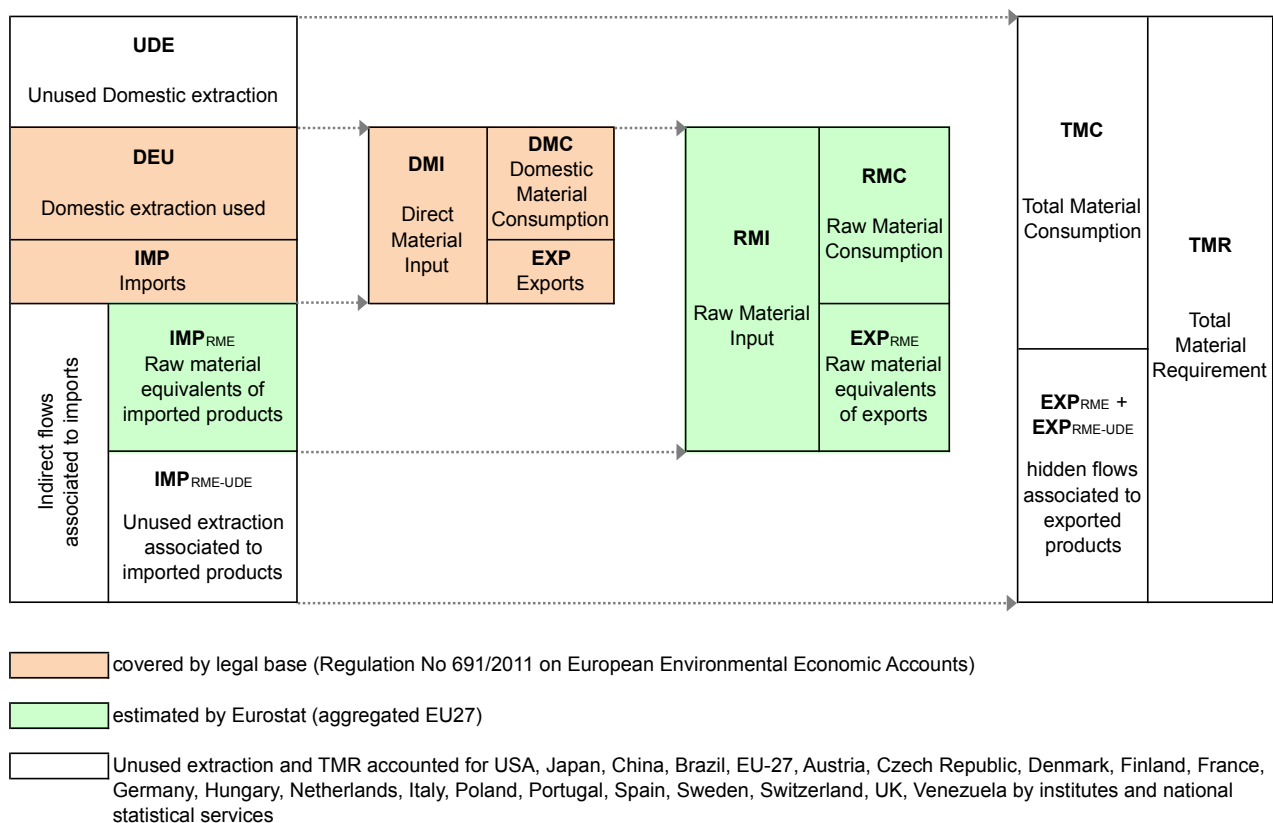 UDE
Unused Domestic extraction
DEU
Domestic extraction used
IMP
Imports
Indirect flows
associated to imports
IMPRME
Raw material
equivalents of
imported products
IMPRME-UDE
Unused extraction
associated to
imported products
DMI
Direct
Material
Input
DMC
Domestic
Material
Consumption
EXP
Exports
RMI
Raw Material
Input
RMC
Raw Material
Consumption
EXPRME
Raw material
equivalents
of exports
TMC
Total Material
Consumption
EXPRME +
EXPRME-UDE
hidden flows
associated to
exported
products
TMR
Total
Material
Requirement
covered by legal base (Regulation No 691/2011 on European Environmental Economic Accounts)
estimated by Eurostat (aggregated EU27)
Unused extraction and TMR accounted for USA, Japan, China, Brazil, EU-27, Austria, Czech Republic, Denmark, Finland, France,
Germany, Hungary, Netherlands, Italy, Poland, Portugal, Spain, Sweden, Switzerland, UK, Venezuela by institutes and national
statistical services